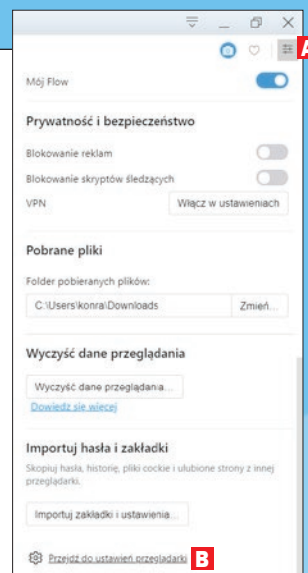 A
Mój Flow
Prywatność i bezpieczeństwo
Blokowanie reklam
Blokowanie skryptów śledzących
VPN Włącz w ustawieniach
Pobrane pliki
Folder pobieranych plików:
C:\Users\konra\Downloads Zmień...
Wyczyść dane przeglądania
Wyczyść dane przeglądania...
Dowiedz się więcej
Importuj hasła i zakładki
Skopiuj hasła, historię, pliki cookie i ulubione strony z innej
przeglądarki.
Importuj zakładki i ustawienia...
Przejdź do ustawień przeglądarki B